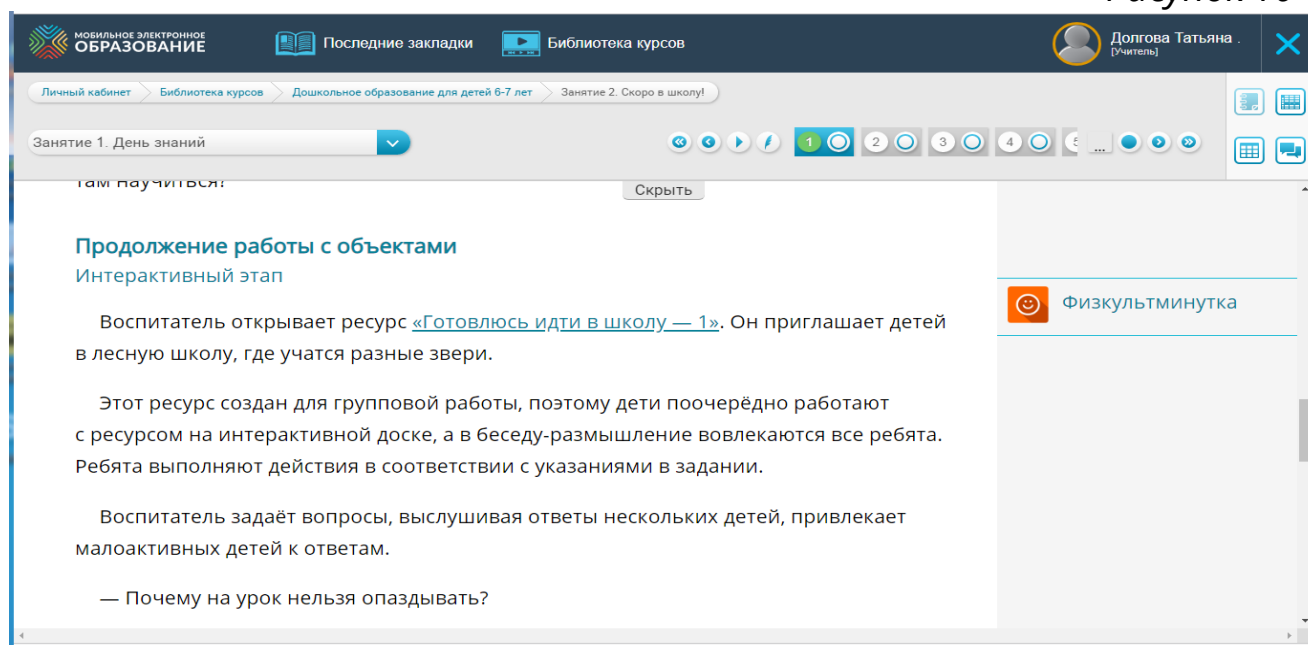 МОБИЛЬНОЕ ЭЛЕКТРОННОЕ
ОБРАЗОВАНИЕ
Последние закладки
Библиотека курсов
Долгова Татьяна .
[Учитель]
Личный кабинет
Библиотека курсов
Дошкольное образование для детей 6-7 лет
Занятие 2. Скоро в школу!
Занятие 1. День знаний
1 2 3 4 ...
там научиться?
Скрыть
Продолжение работы с объектами
Интерактивный этап
Физкультминутка
Воспитатель открывает ресурс «Готовлюсь идти в школу — 1». Он приглашает детей
в лесную школу, где учатся разные звери.
Этот ресурс создан для групповой работы, поэтому дети поочерёдно работают
с ресурсом на интерактивной доске, а в беседу-размышление вовлекаются все ребята.
Ребята выполняют действия в соответствии с указаниями в задании.
Воспитатель задаёт вопросы, выслушивая ответы нескольких детей, привлекает
малоактивных детей к ответам.
— Почему на урок нельзя опаздывать?